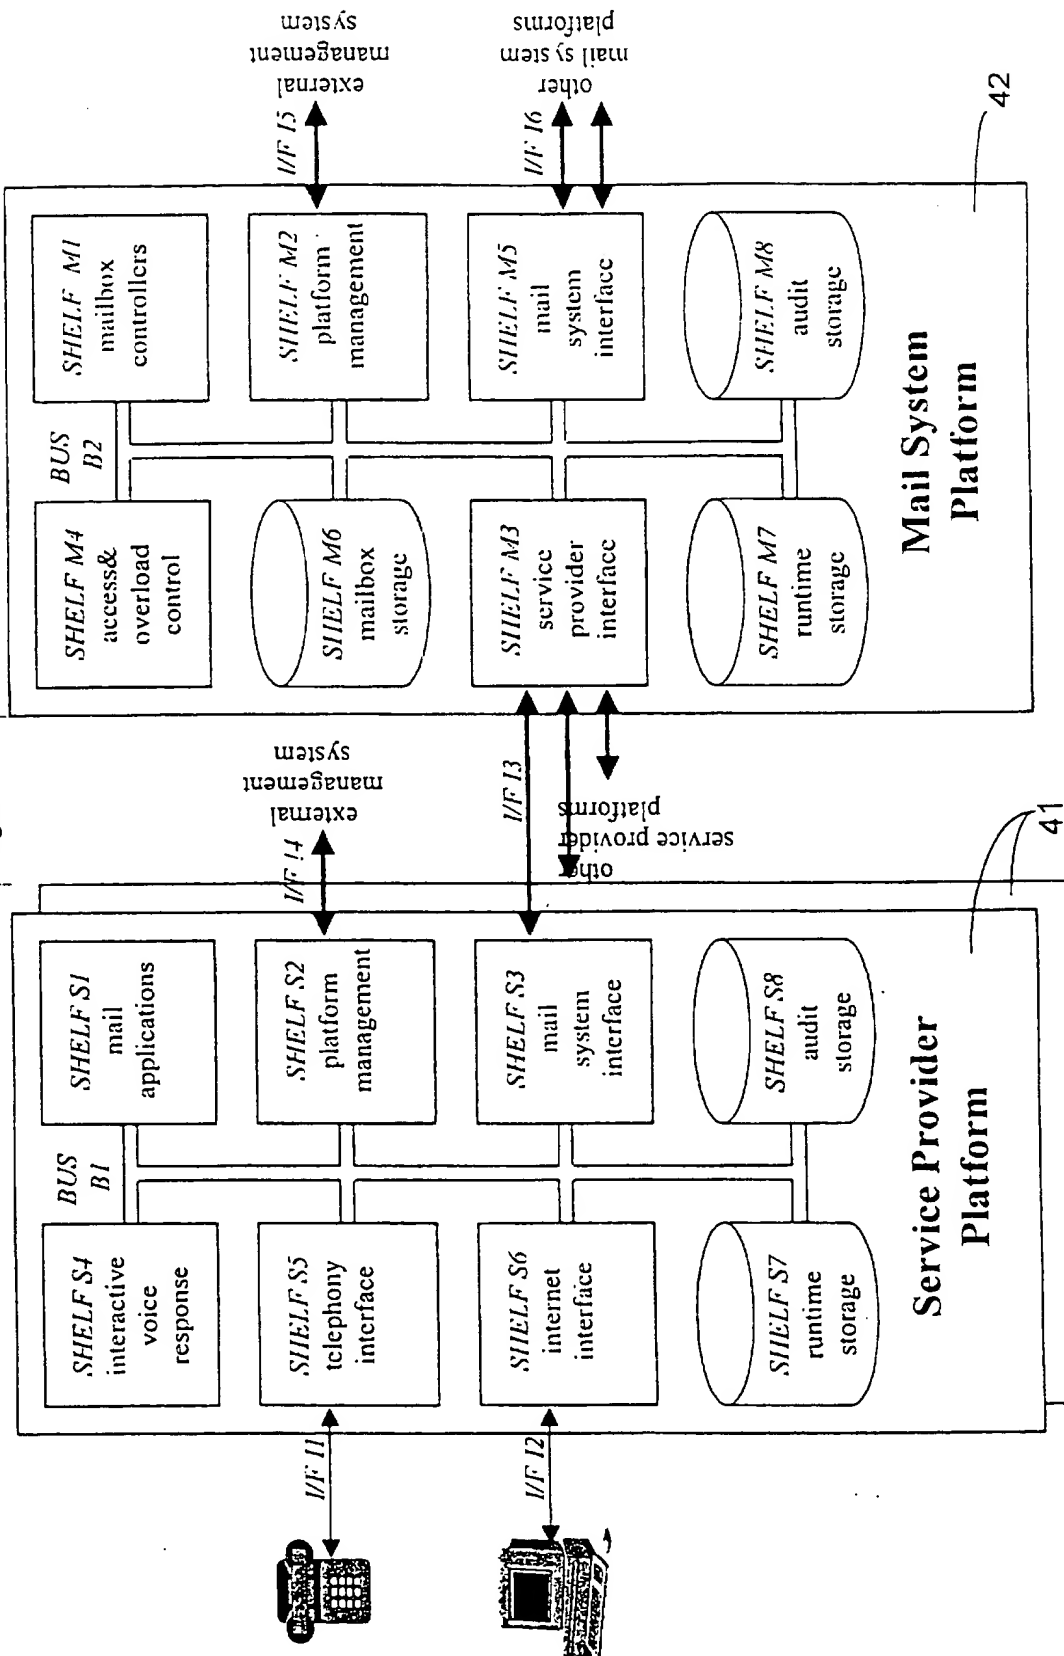 I/F I1
I/F I2
SHELF S4
interactive
voice
response
SHELF S5
telephony
interface
SHELF S6
internet
interface
SHELF S7
runtime
storage
BUS
B1
SHELF S1
mail
applications
SHELF S2
platform
management
SHELF S3
mail
system
interface
SHELF S8
audit
storage
Service Provider
Platform
41
I/F I4
external
management
system
I/F I3
other
service provider
platforms
SHELF M4
access&
overload
control
SHELF M6
mailbox
storage
SHELF M3
service
provider
interface
SHELF M7
runtime
storage
BUS
B2
SHELF M1
mailbox
controllers
SHELF M2
platform
management
SHELF M5
mail
system
interface
SHELF M8
audit
storage
Mail System
Platform
42
I/F I5
external
management
system
I/F I6
other
mail system
platforms